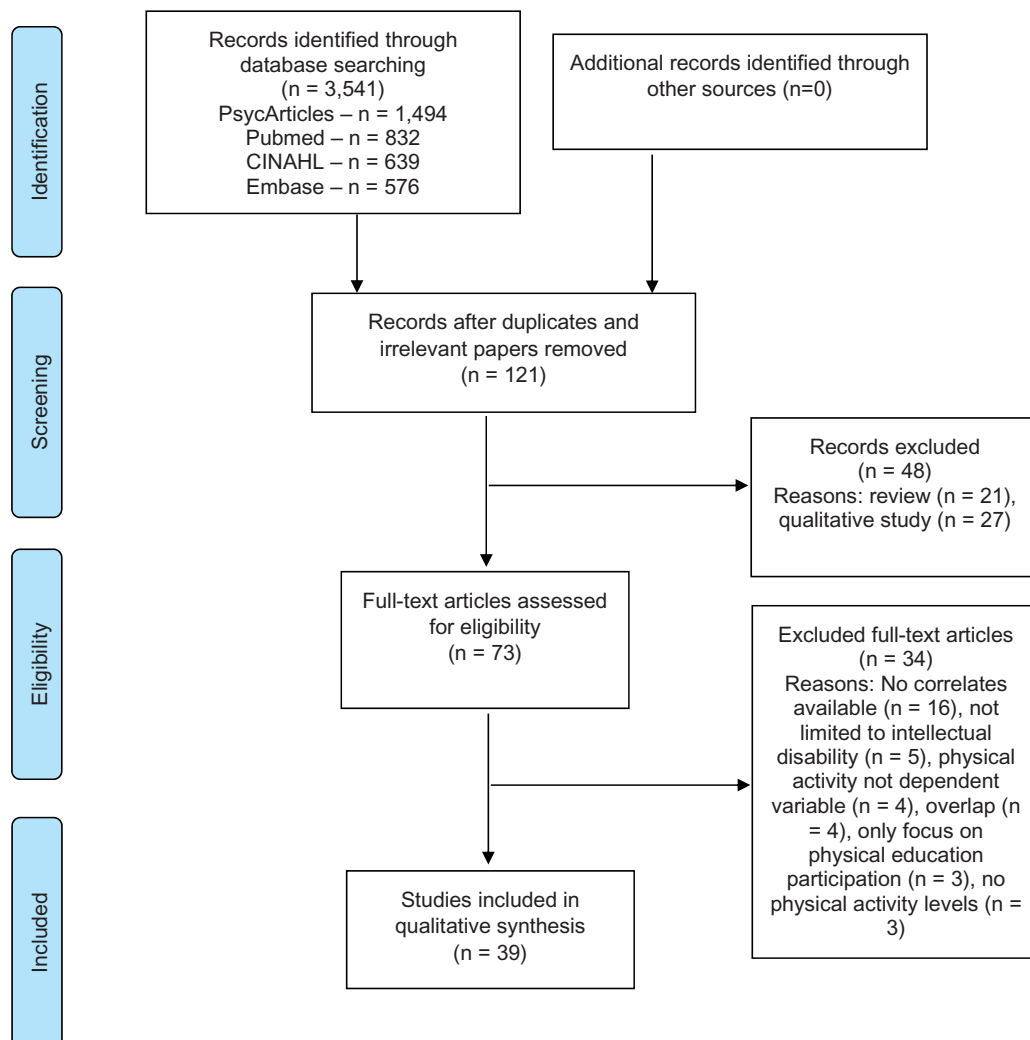 Identification
Records identified through
database searching
(n = 3,541)
PsycArticles – n = 1,494
Pubmed – n = 832
CINAHL – n = 639
Embase – n = 576
Additional records identified through
other sources (n=0)
Screening
Records after duplicates and
irrelevant papers removed
(n = 121)
Records excluded
(n = 48)
Reasons: review (n = 21),
qualitative study (n = 27)
Eligibility
Full-text articles assessed
for eligibility
(n = 73)
Excluded full-text articles
(n = 34)
Reasons: No correlates
available (n = 16), not
limited to intellectual
disability (n = 5), physical
activity not dependent
variable (n = 4), overlap (n
= 4), only focus on
physical education
participation (n = 3), no
physical activity levels (n =
3)
Included
Studies included in
qualitative synthesis
(n = 39)